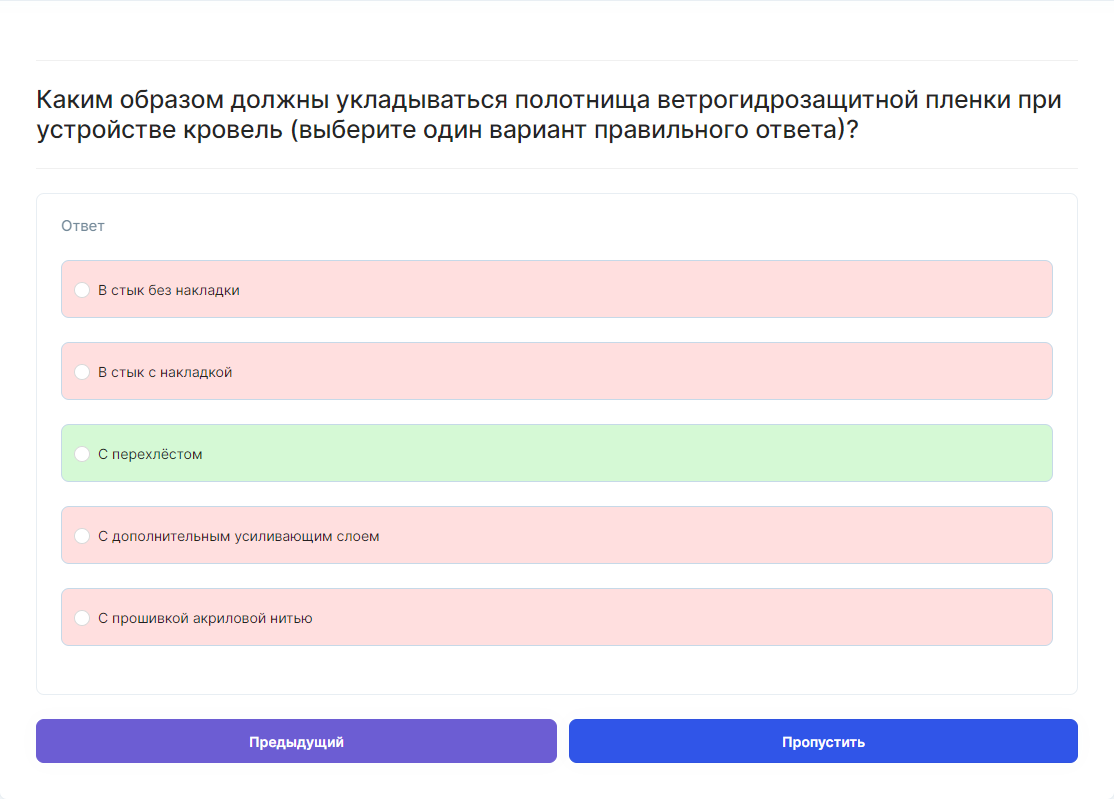 Каким образом должны укладываться полотнища ветрогидрозащитной пленки при
устройстве кровель (выберите один вариант правильного ответа)?
Ответ
В стык без накладки
В стык с накладкой
С перехлёстом
С дополнительным усиливающим слоем
С прошивкой акриловой нитью
Предыдущий
Пропустить